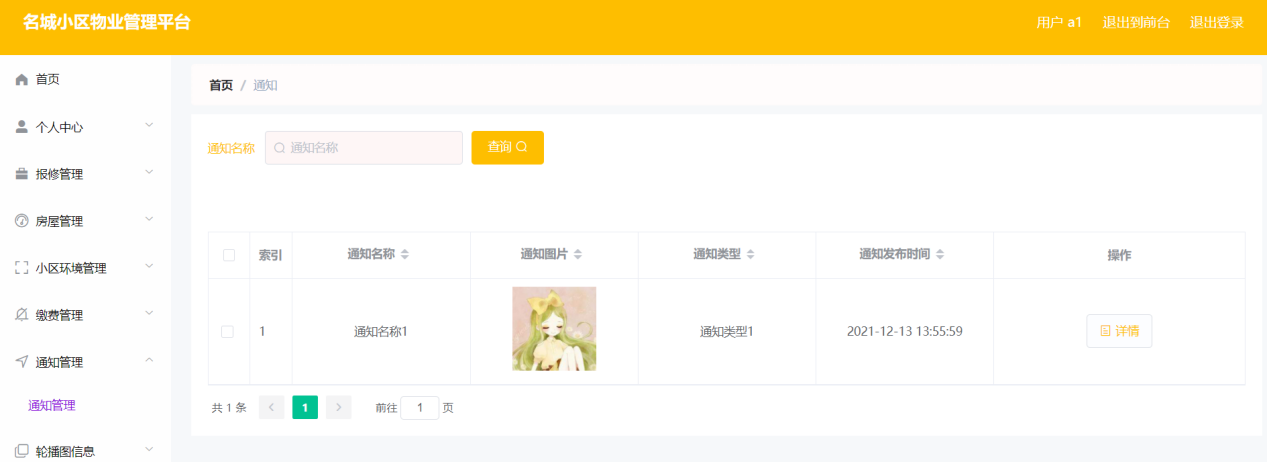 名城小区物业管理平台
用户 a1 退出到前台 退出登录
首页
个人中心
报修管理
房屋管理
小区环境管理
缴费管理
通知管理
通知管理
轮播图信息
首页 / 通知
通知名称 通知名称 查询
索引 通知名称 通知图片 通知类型 通知发布时间 操作
1 通知名称1 通知类型1 2021-12-13 13:55:59 详情
共 1 条 1 前往 1 页